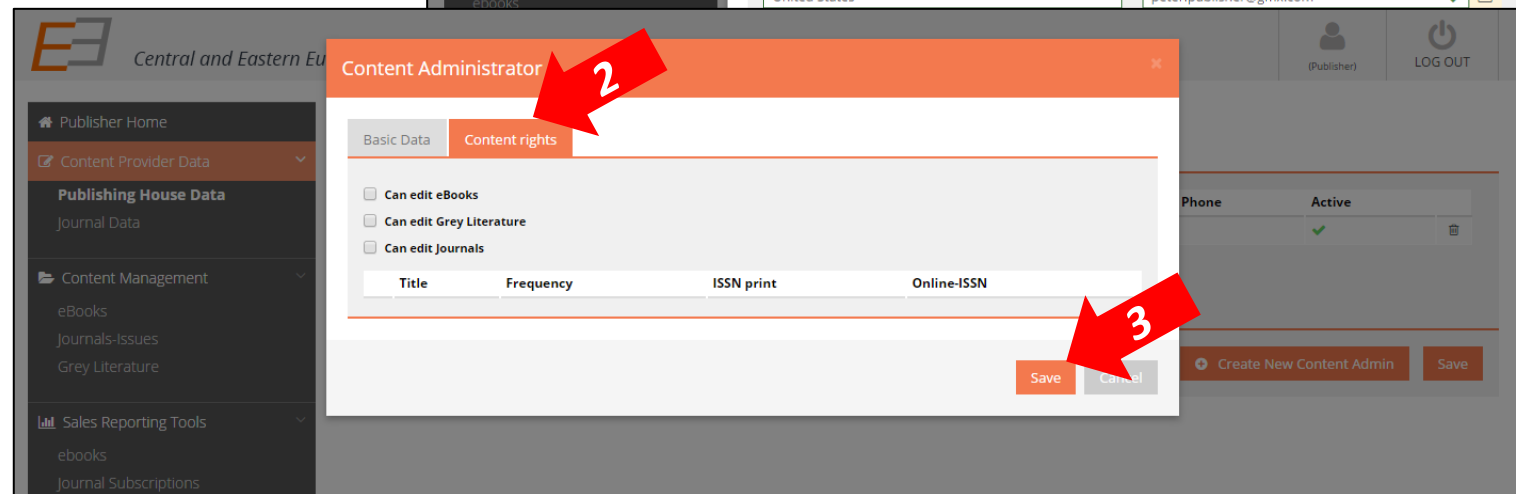 ebooks
United States
Central and Eastern Eu
Content Administrator
2
×
(Publisher)
LOG OUT
Publisher Home
Content Provider Data
Publishing House Data
Journal Data
Content Management
eBooks
Journals-Issues
Grey Literature
Sales Reporting Tools
ebooks
Journal Subscriptions
Basic Data Content rights
Can edit eBooks
Can edit Grey Literature
Can edit Journals
Title Frequency ISSN print Online-ISSN
3
Save Cancel
Phone Active
Create New Content Admin Save